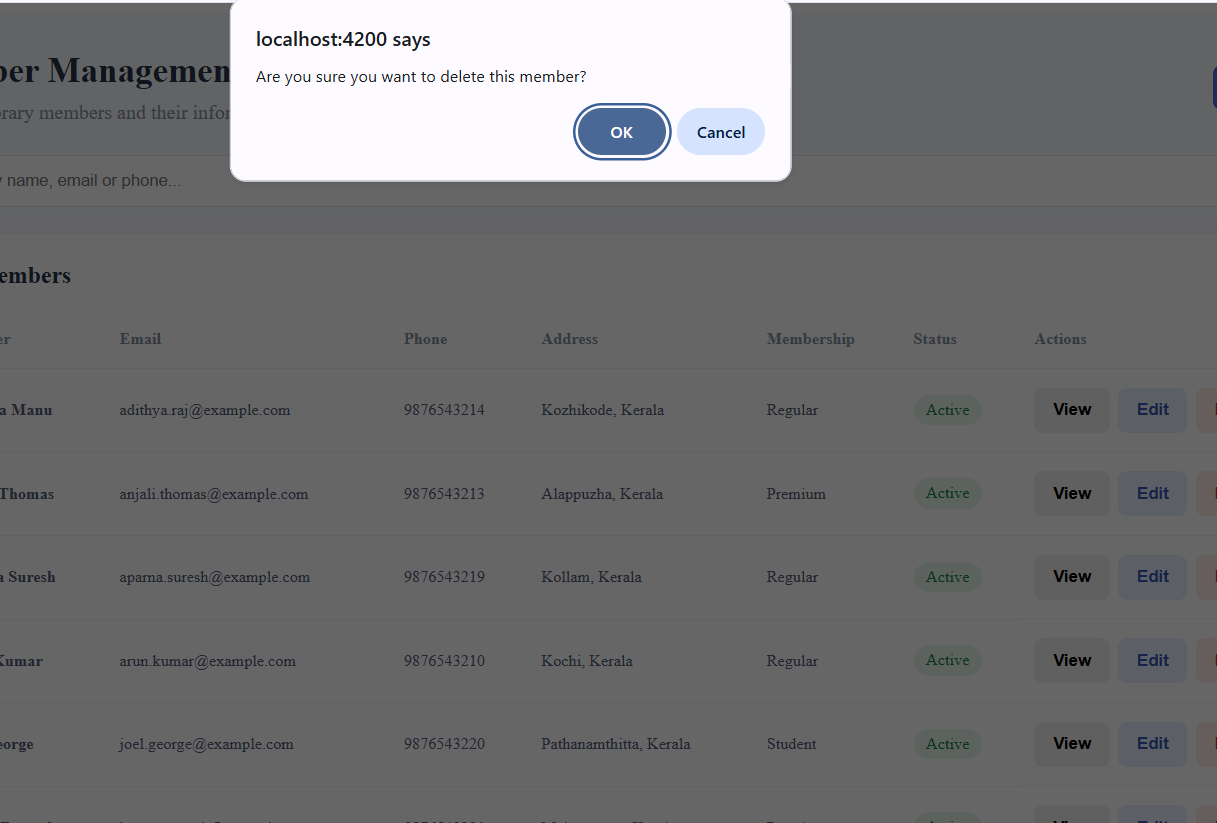 localhost:4200 says
Are you sure you want to delete this member?
OK Cancel
ber Managemen
rary members and their infor
name, email or phone...
embers
er Email Phone Address Membership Status Actions
a Manu adithya.raj@example.com 9876543214 Kozhikode, Kerala Regular Active View Edit
Thomas anjali.thomas@example.com 9876543213 Alappuzha, Kerala Premium Active View Edit
a Suresh aparna.suresh@example.com 9876543219 Kollam, Kerala Regular Active View Edit
Kumar arun.kumar@example.com 9876543210 Kochi, Kerala Regular Active View Edit
eorge joel.george@example.com 9876543220 Pathanamthitta, Kerala Student Active View Edit